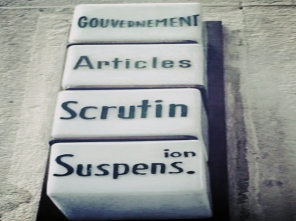 GOUVERNEMENT
Articles
Scrutin
Suspens.ion